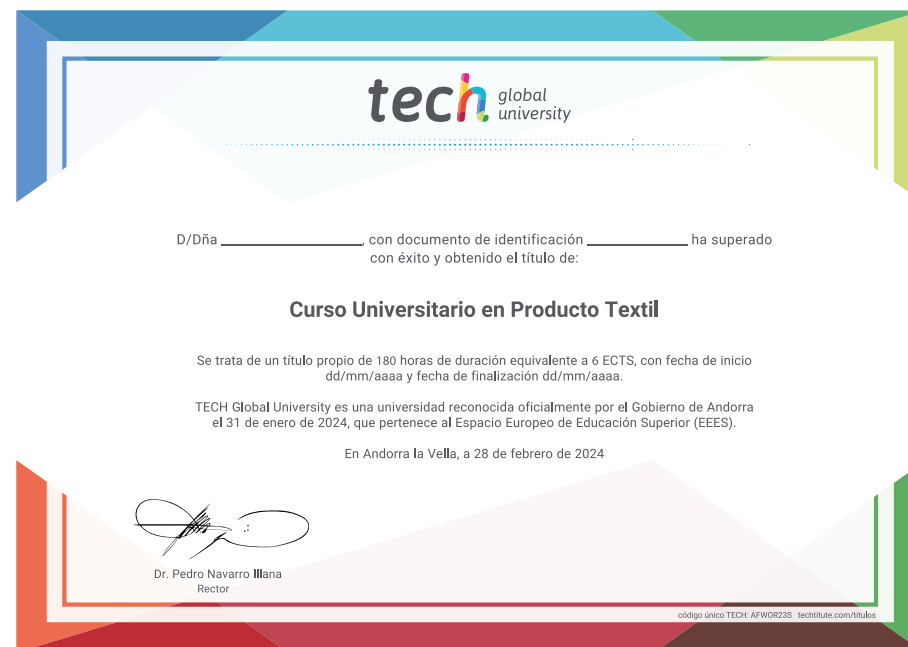 tech global university
D/Dña ____________________, con documento de identificación ______________ ha superado
con éxito y obtenido el título de:
Curso Universitario en Producto Textil
Se trata de un título propio de 180 horas de duración equivalente a 6 ECTS, con fecha de inicio
dd/mm/aaaa y fecha de finalización dd/mm/aaaa.
TECH Global University es una universidad reconocida oficialmente por el Gobierno de Andorra
el 31 de enero de 2024, que pertenece al Espacio Europeo de Educación Superior (EEES).
En Andorra la Vella, a 28 de febrero de 2024
Dr. Pedro Navarro Illana
Rector
código único TECH: AFWOR23S techtitute.com/titulos